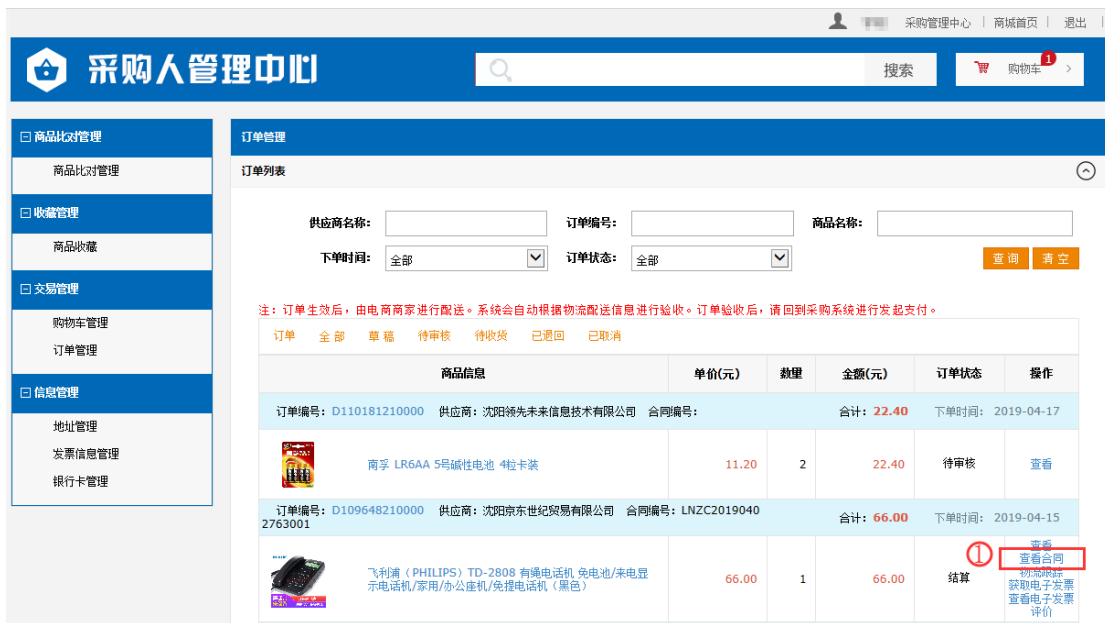 采购管理中心 | 商城首页 | 退出
采购人管理中心
搜索
购物车 1 >
商品比对管理
商品比对管理
收藏管理
商品收藏
交易管理
购物车管理
订单管理
信息管理
地址管理
发票信息管理
银行卡管理
订单管理
订单列表
供应商名称: 订单编号: 商品名称:
下单时间: 全部 订单状态: 全部 查询 清空
注：订单生效后，由电商商家进行配送。系统会自动根据物流配送信息进行验收。订单验收后，请回到采购系统进行发起支付。
订单 全部 草稿 待审核 待收货 已退回 已取消
商品信息 单价(元) 数里 金额(元) 订单状态 操作
订单编号: D110181210000 供应商: 沈阳领先未来信息技术有限公司 合同编号: 合计: 22.40 下单时间: 2019-04-17
南孚 LR6AA 5号碱性电池 4粒卡装 11.20 2 22.40 待审核 查看
订单编号: D109648210000 供应商: 沈阳京东世纪贸易有限公司 合同编号: LNZC2019040
2763001 合计: 66.00 下单时间: 2019-04-15
飞利浦（PHILIPS）TD-2808 有绳电话机 免电池/来电显
示电话机/家用/办公座机/免提电话机（黑色） 66.00 1 66.00 结算
查看
① 查看合同
物流跟踪
获取电子发票
查看电子发票
评价